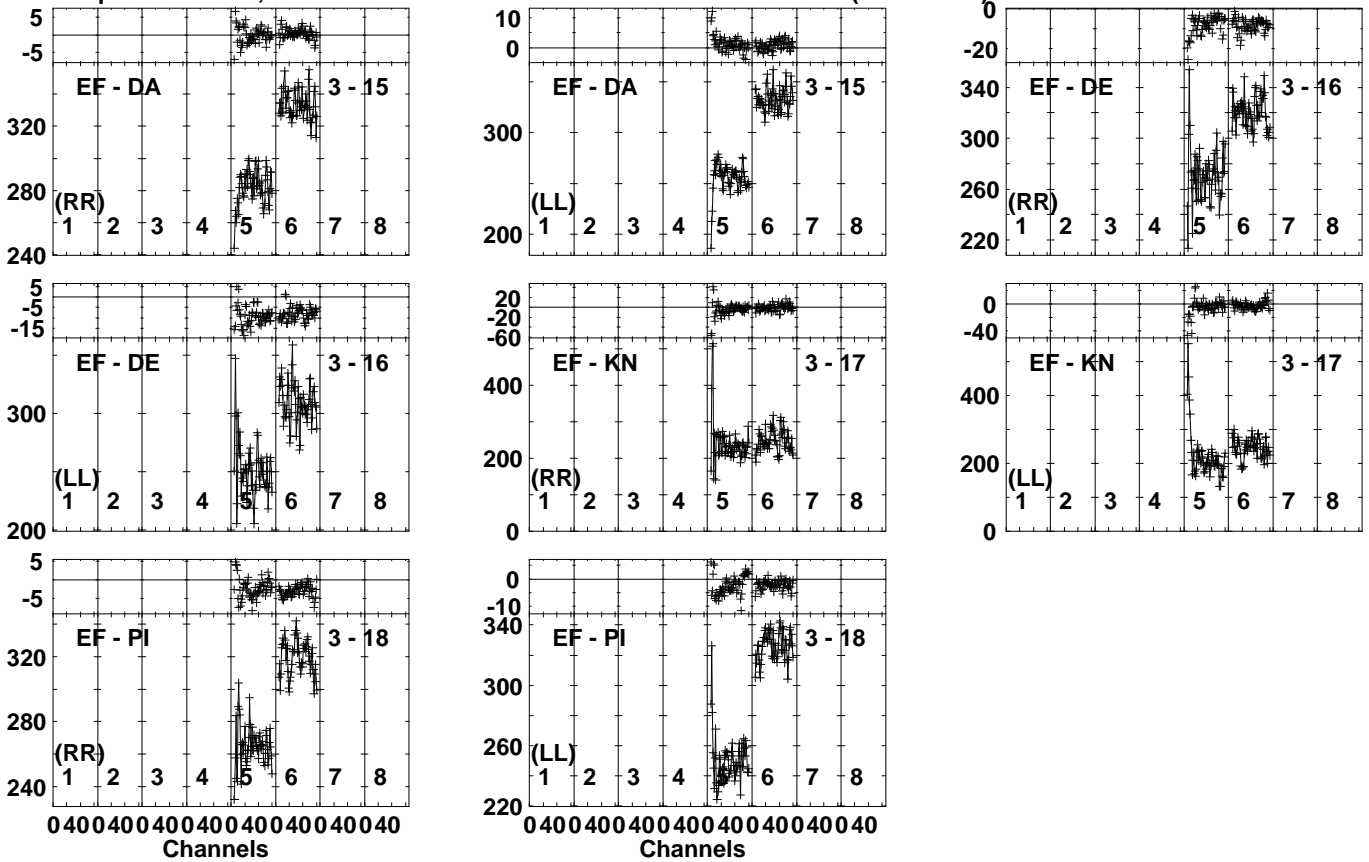 5
-5
EF - DA 3 - 15
320
280
240
(RR)
1 2 3 4 5 6 7 8
10
0
EF - DA 3 - 15
300
200
(LL)
1 2 3 4 5 6 7 8
0
-20
EF - DE 3 - 16
340
300
260
220
(RR)
1 2 3 4 5 6 7 8
5
-5
-15
EF - DE 3 - 16
300
200
(LL)
1 2 3 4 5 6 7 8
20
-20
-60
EF - KN 3 - 17
400
200
0
(RR)
1 2 3 4 5 6 7 8
0
-40
EF - KN 3 - 17
400
200
0
(LL)
1 2 3 4 5 6 7 8
5
-5
EF - PI 3 - 18
320
280
240
(RR)
1 2 3 4 5 6 7 8
0 40 0 40 0 40 0 40 0 40 0 40 0 40 0 40
Channels
0
-10
EF - PI 3 - 18
340
300
260
220
(LL)
1 2 3 4 5 6 7 8
0 40 0 40 0 40 0 40 0 40 0 40 0 40 0 40
Channels